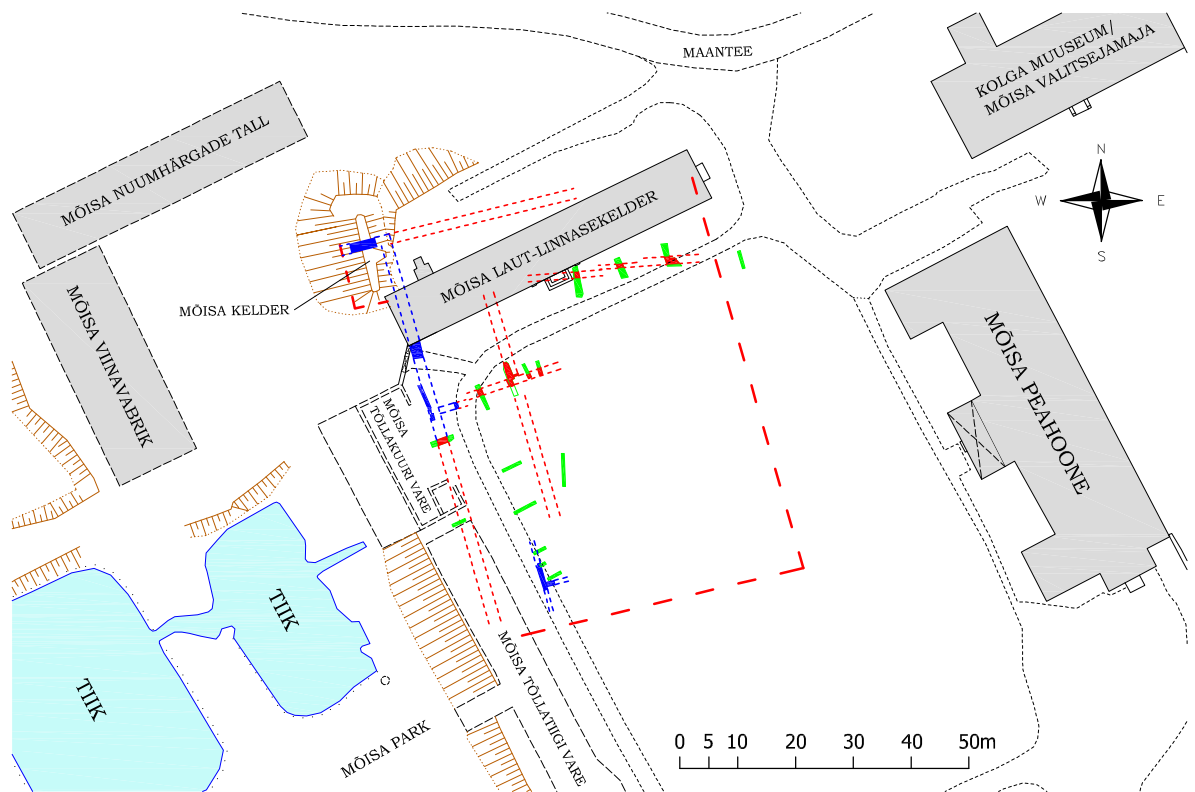 MAANTEE
KOLGA MUUSEUM/
MÕISA VALITSEJAMAJA
MÕISA NUUMHÄRGADE TALL
N
W
E
S
MÕISA LAUT-LINNASEKELDER
MÕISA KELDER
MÕISA VIINAVABRIK
MÕISA PEAHOONE
MÕISA
TÕLLAKUURI VARE
TIIK
TIIK
MÕISA TÕLLATIIGI VARE
MÕISA PARK
0 5 10 20 30 40 50m